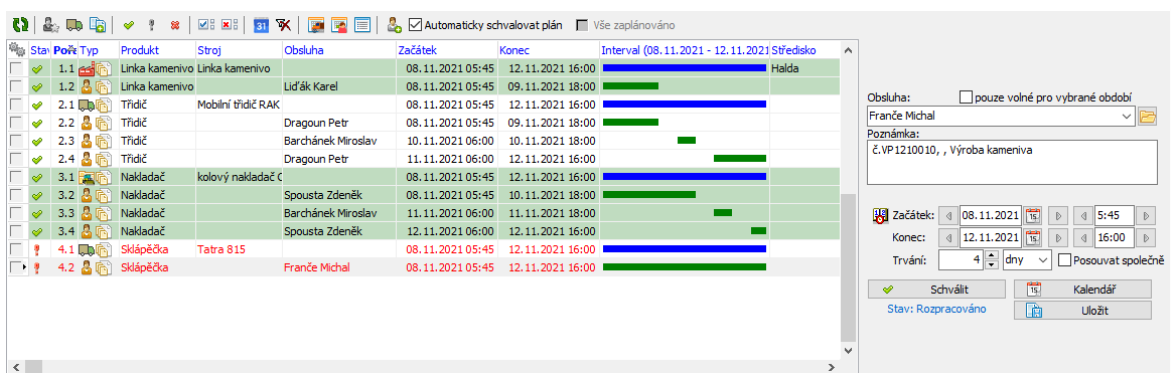 31 Automaticky schvalovat plán Vše zaplánováno
Stav Poře Typ Produkt Stroj Obsluha Začátek Konec Interval (08.11.2021 - 12.11.2021 Středisko
1.1 Linka kamenivo Linka kamenivo 08.11.2021 05:45 12.11.2021 16:00 Halda
1.2 Linka kamenivo Liďák Karel 08.11.2021 05:45 09.11.2021 18:00
2.1 Třidič Mobilní třidič RAK 08.11.2021 05:45 12.11.2021 16:00
2.2 Třidič Dragoun Petr 08.11.2021 05:45 09.11.2021 18:00
2.3 Třidič Barchánek Miroslav 10.11.2021 06:00 10.11.2021 18:00
2.4 Třidič Dragoun Petr 11.11.2021 06:00 12.11.2021 16:00
3.1 Nakladač kolový nakladač C 08.11.2021 05:45 12.11.2021 16:00
3.2 Nakladač Spousta Zdeněk 08.11.2021 05:45 10.11.2021 18:00
3.3 Nakladač Barchánek Miroslav 11.11.2021 06:00 11.11.2021 18:00
3.4 Nakladač Spousta Zdeněk 12.11.2021 06:00 12.11.2021 16:00
4.1 Sklápěčka Tatra 815 08.11.2021 05:45 12.11.2021 16:00
4.2 Sklápěčka Franče Michal 08.11.2021 05:45 12.11.2021 16:00
Obsluha: pouze volné pro vybrané období
Franče Michal
Poznámka:
č.VP1210010, , Výroba kameniva
Začátek: 08.11.2021 15 5:45
Konec: 12.11.2021 15 16:00
Trvání: 4 dny Posouvat společně
Schválit 15 Kalendář
Stav: Rozpracováno Uložit